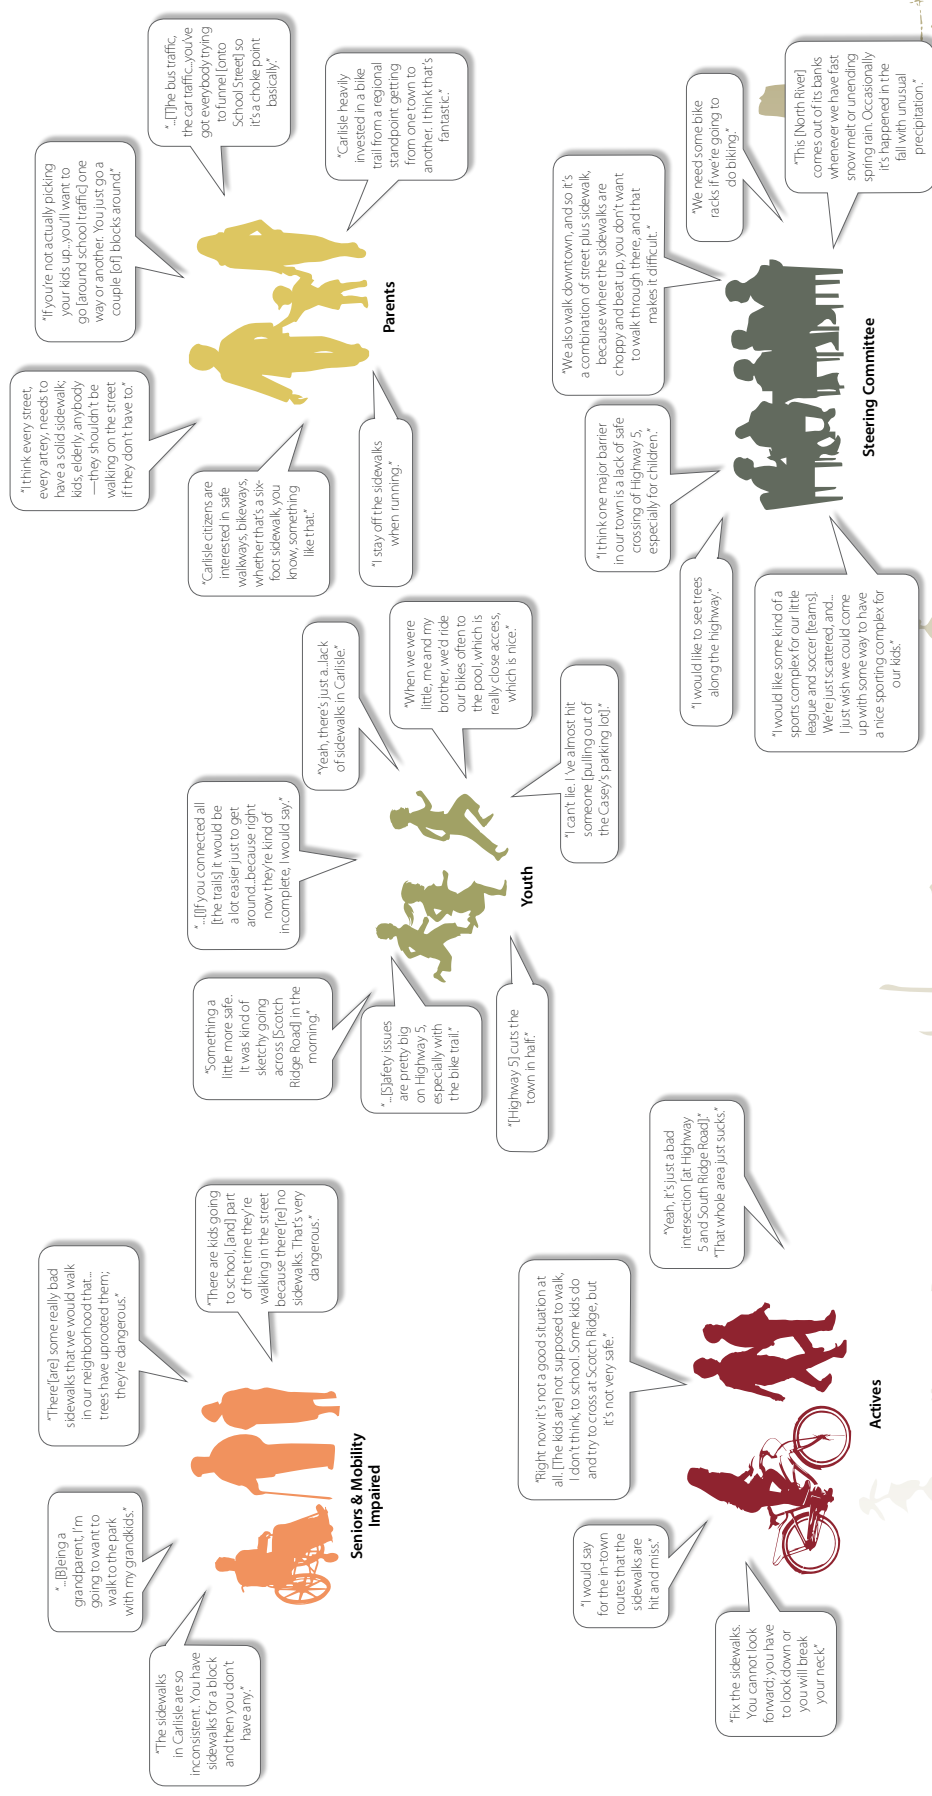 “The sidewalks
in Carlisle are so
inconsistent. You have
sidewalks for a block
and then you don’t
have any.”
“...[B]eing a
grandparent, I’m
going to want to
walk to the park
with my grandkids.”
“There’[are] some really bad
sidewalks that we would walk
in our neighborhood that...
trees have uprooted them;
they’re dangerous.”
“There are kids going
to school, [and] part
of the time they’re
walking in the street
because there’[re] no
sidewalks. That’s very
dangerous.”
Seniors & Mobility
Impaired
“Something a
little more safe.
It was kind of
sketchy going
across [Scotch
Ridge Road] in the
morning.”
“...[I]f you connected all
[the trails] it would be
a lot easier just to get
around...because right
now they’re kind of
incomplete, I would say.”
“Yeah, there’s just a...lack
of sidewalks in Carlisle.”
“When we were
little, me and my
brother, we’d ride
our bikes often to
the pool, which is
really close access,
which is nice.”
“...[S]afety issues
are pretty big
on Highway 5,
especially with
the bike trail.”
“[Highway 5] cuts the
town in half.”
“I can’t lie. I ’ve almost hit
someone [pulling out of
the Casey’s parking lot].”
Youth
“I think every street,
every artery, needs to
have a solid sidewalk;
kids, elderly, anybody
—they shouldn’t be
walking on the street
if they don’t have to.”
“If you’re not actually picking
your kids up...you’ll want to
go [around school traffic] one
way or another. You just go a
couple [of] blocks around.”
“...[T]he bus traffic,
the car traffic...you’ve
got everybody trying
to funnel [onto
School Street] so
it’s a choke point
basically.”
“Carlisle citizens are
interested in safe
walkways, bikeways,
whether that’s a six-
foot sidewalk, you
know, something
like that.”
“Carlisle heavily
invested in a bike
trail from a regional
standpoint getting
from one town to
another. I think that’s
fantastic.”
“I stay off the sidewalks
when running.”
Parents
“Fix the sidewalks.
You cannot look
forward; you have
to look down or
you will break
your neck”
“I would say
for the in-town
routes that the
sidewalks are
hit and miss.”
“Right now it’s not a good situation at
all. [The kids are] not supposed to walk,
I don’t think, to school. Some kids do
and try to cross at Scotch Ridge, but
it’s not very safe.”
“Yeah, it’s just a bad
intersection [at Highway
5 and South Ridge Road].”
“That whole area just sucks.”
Actives
“I would like some kind of a
sports complex for our little
league and soccer [teams].
We’re just scattered, and...
I just wish we could come
up with some way to have
a nice sporting complex for
our kids.”
“I would like to see trees
along the highway.”
“I think one major barrier
in our town is a lack of safe
crossing of Highway 5,
especially for children.”
“We also walk downtown, and so it’s
a combination of street plus sidewalk,
because where the sidewalks are
choppy and beat up, you don’t want
to walk through there, and that
makes it difficult.”
“We need some bike
racks if we’re going to
do biking.”
“This [North River]
comes out of its banks
whenever we have fast
snow melt or unending
spring rain. Occasionally
it’s happened in the
fall with unusual
precipitation.”
Steering Committee